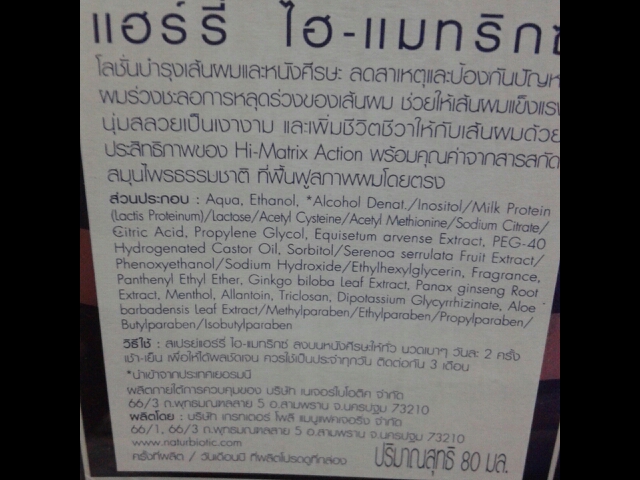 แฮร์รี่ ไฮ-แมทริกซ์
โลชั่นบำรุงเส้นผมและหนังศีรษะ ลดสาเหตุและป้องกันปัญห
ผมร่วงชะลอการหลุดร่วงของเส้นผม ช่วยให้เส้นผมแข็งแรง
นุ่มสลวยเป็นเงางาม และเพิ่มชีวิตชีวาให้กับเส้นผมด้วย
ประสิทธิภาพของ Hi-Matrix Action พร้อมคุณค่าจากสารสกัด
สมุนไพรธรรมชาติ ที่ฟื้นฟูสภาพผมโดยตรง
ส่วนประกอบ : Aqua, Ethanol, *Alcohol Denat./Inositol/Milk Protein
(Lactis Proteinum)/Lactose/Acetyl Cysteine/Acetyl Methionine/Sodium Citrate/
Citric Acid, Propylene Glycol, Equisetum arvense Extract, PEG-40
Hydrogenated Castor Oil, Sorbitol/Serenoa serrulata Fruit Extract/
Phenoxyethanol/Sodium Hydroxide/Ethylhexylglycerin, Fragrance,
Panthenyl Ethyl Ether, Ginkgo biloba Leaf Extract, Panax ginseng Root
Extract, Menthol, Allantoin, Triclosan, Dipotassium Glycyrrhizinate, Aloe
barbadensis Leaf Extract/Methylparaben/Ethylparaben/Propylparaben/
Butylparaben/Isobutylparaben
วิธีใช้ : สเปรย์แฮร์รี่ ไฮ-แมทริกซ์ ลงบนหนังศีรษะให้ทั่ว นวดเบาๆ วันละ 2 ครั้ง
เช้า-เย็น เพื่อให้ได้ผลชัดเจน ควรใช้เป็นประจำทุกวัน ติดต่อกัน 3 เดือน
*นำเข้าจากประเทศเยอรมนี
ผลิตภายใต้การควบคุมของ บริษัท เนเจอร์ไบโอติค จำกัด
66/3 ถ.พุทธมณฑลสาย 5 อ.สามพราน จ.นครปฐม 73210
ผลิตโดย : บริษัท เทรทเดอร์ โพลี แมนูแฟคเจอริ่ง จำกัด
66/1, 66/3 ถ.พุทธมณฑลสาย 5 อ.สามพราน จ.นครปฐม 73210
www.naturbiotic.com
ครั้งที่ผลิต / วันเดือนปี ที่ผลิตโปรดดูที่กล่อง
ปริมาณสุทธิ 80 มล.